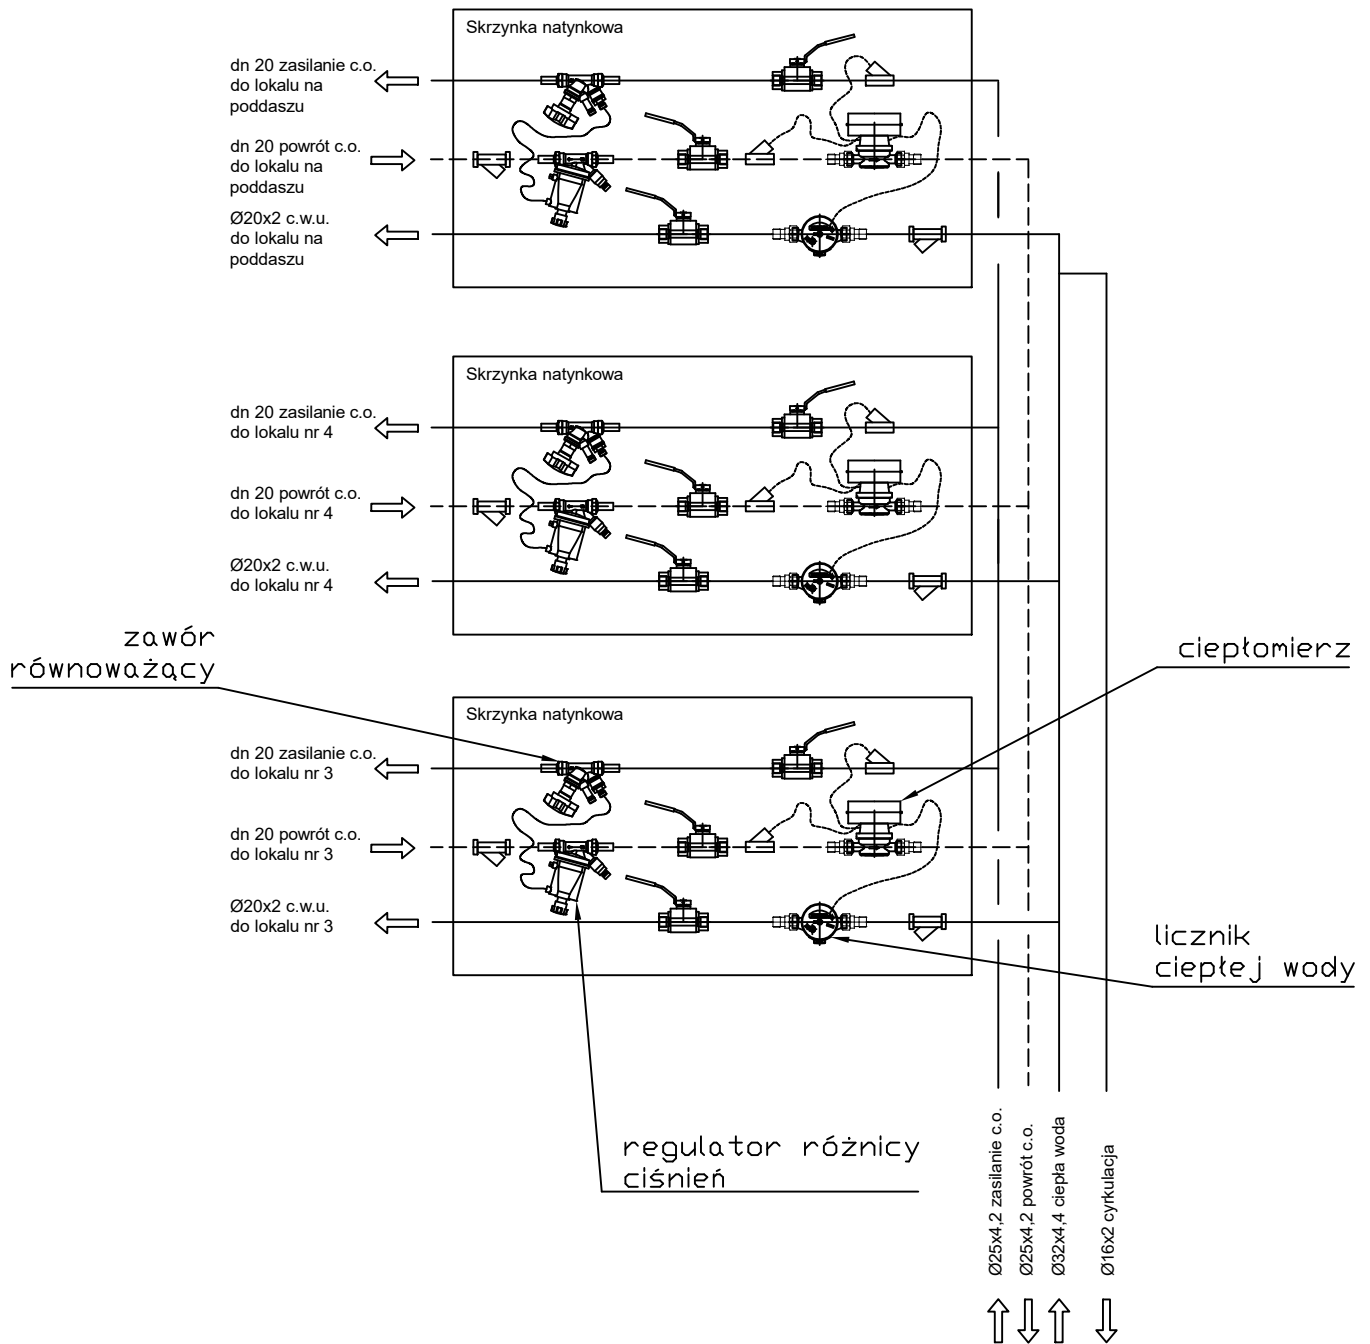 Skrzynka natynkowa
dn 20 zasilanie c.o.
do lokalu na
poddaszu
dn 20 powrót c.o.
do lokalu na
poddaszu
Ø20x2 c.w.u.
do lokalu na
poddaszu
Skrzynka natynkowa
dn 20 zasilanie c.o.
do lokalu nr 4
dn 20 powrót c.o.
do lokalu nr 4
Ø20x2 c.w.u.
do lokalu nr 4
zawór
równoważący
ciepłomierz
Skrzynka natynkowa
dn 20 zasilanie c.o.
do lokalu nr 3
dn 20 powrót c.o.
do lokalu nr 3
Ø20x2 c.w.u.
do lokalu nr 3
licznik
ciepłej wody
regulator różnicy
ciśnień
Ø25x4,2 zasilanie c.o.
Ø25x4,2 powrót c.o.
Ø32x4,4 ciepła woda
Ø16x2 cyrkulacja